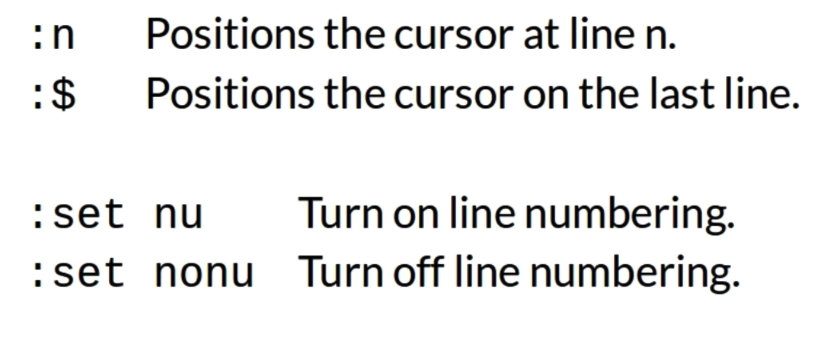 :n Positions the cursor at line n.
:$ Positions the cursor on the last line.
:set nu Turn on line numbering.
:set nonu Turn off line numbering.